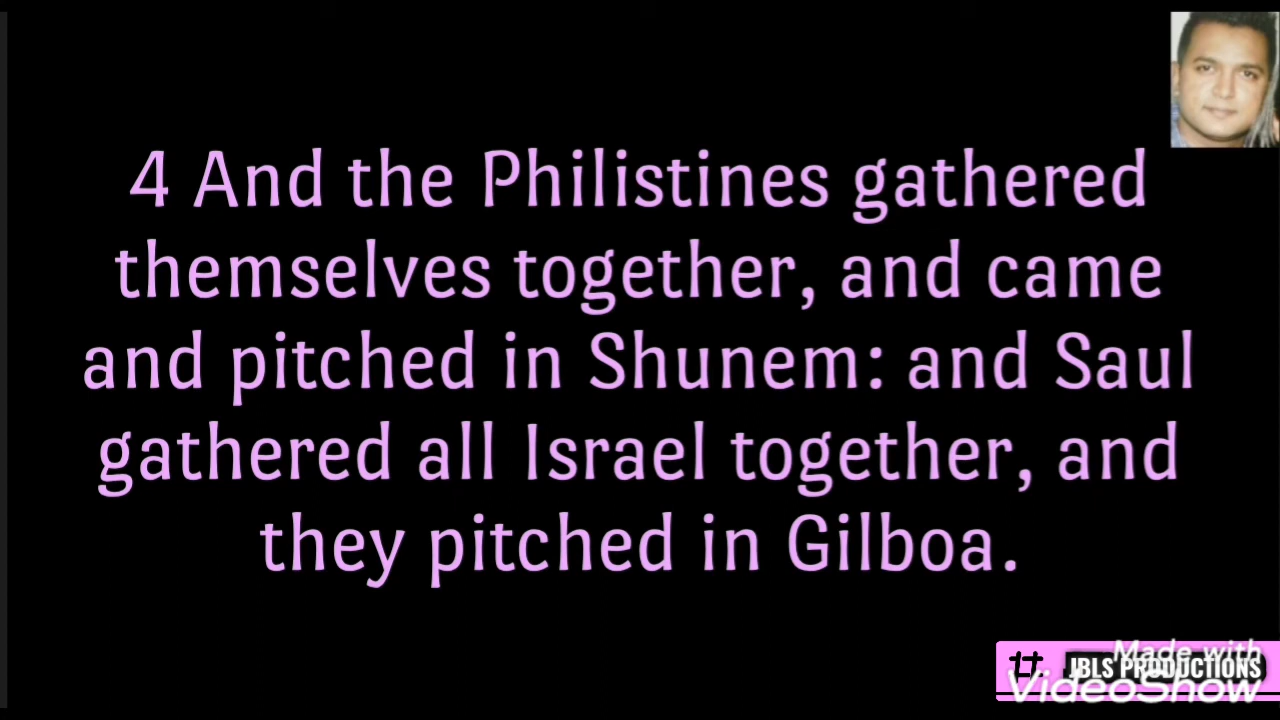 4 And the Philistines gathered
themselves together, and came
and pitched in Shunem: and Saul
gathered all Israel together, and
they pitched in Gilboa.
Made with
# JBLS PRODUCTIONS
VideoShow